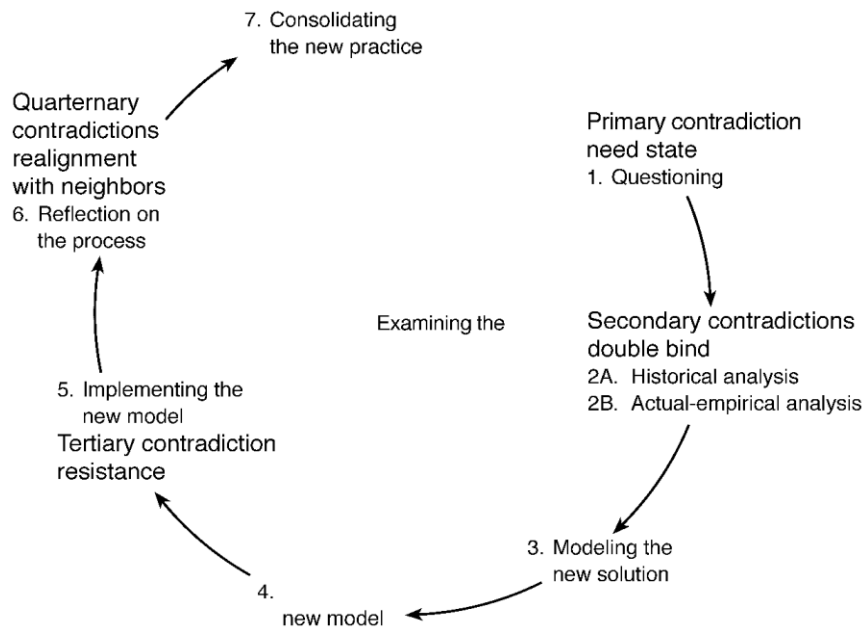 Primary contradiction
need state
1. Questioning
Secondary contradictions
double bind
2A. Historical analysis
2B. Actual-empirical analysis
3. Modeling the
new solution
Examining the
4.
new model
5. Implementing the
new model
Tertiary contradiction
resistance
Quarternary
contradictions
realignment
with neighbors
6. Reflection on
the process
7. Consolidating
the new practice